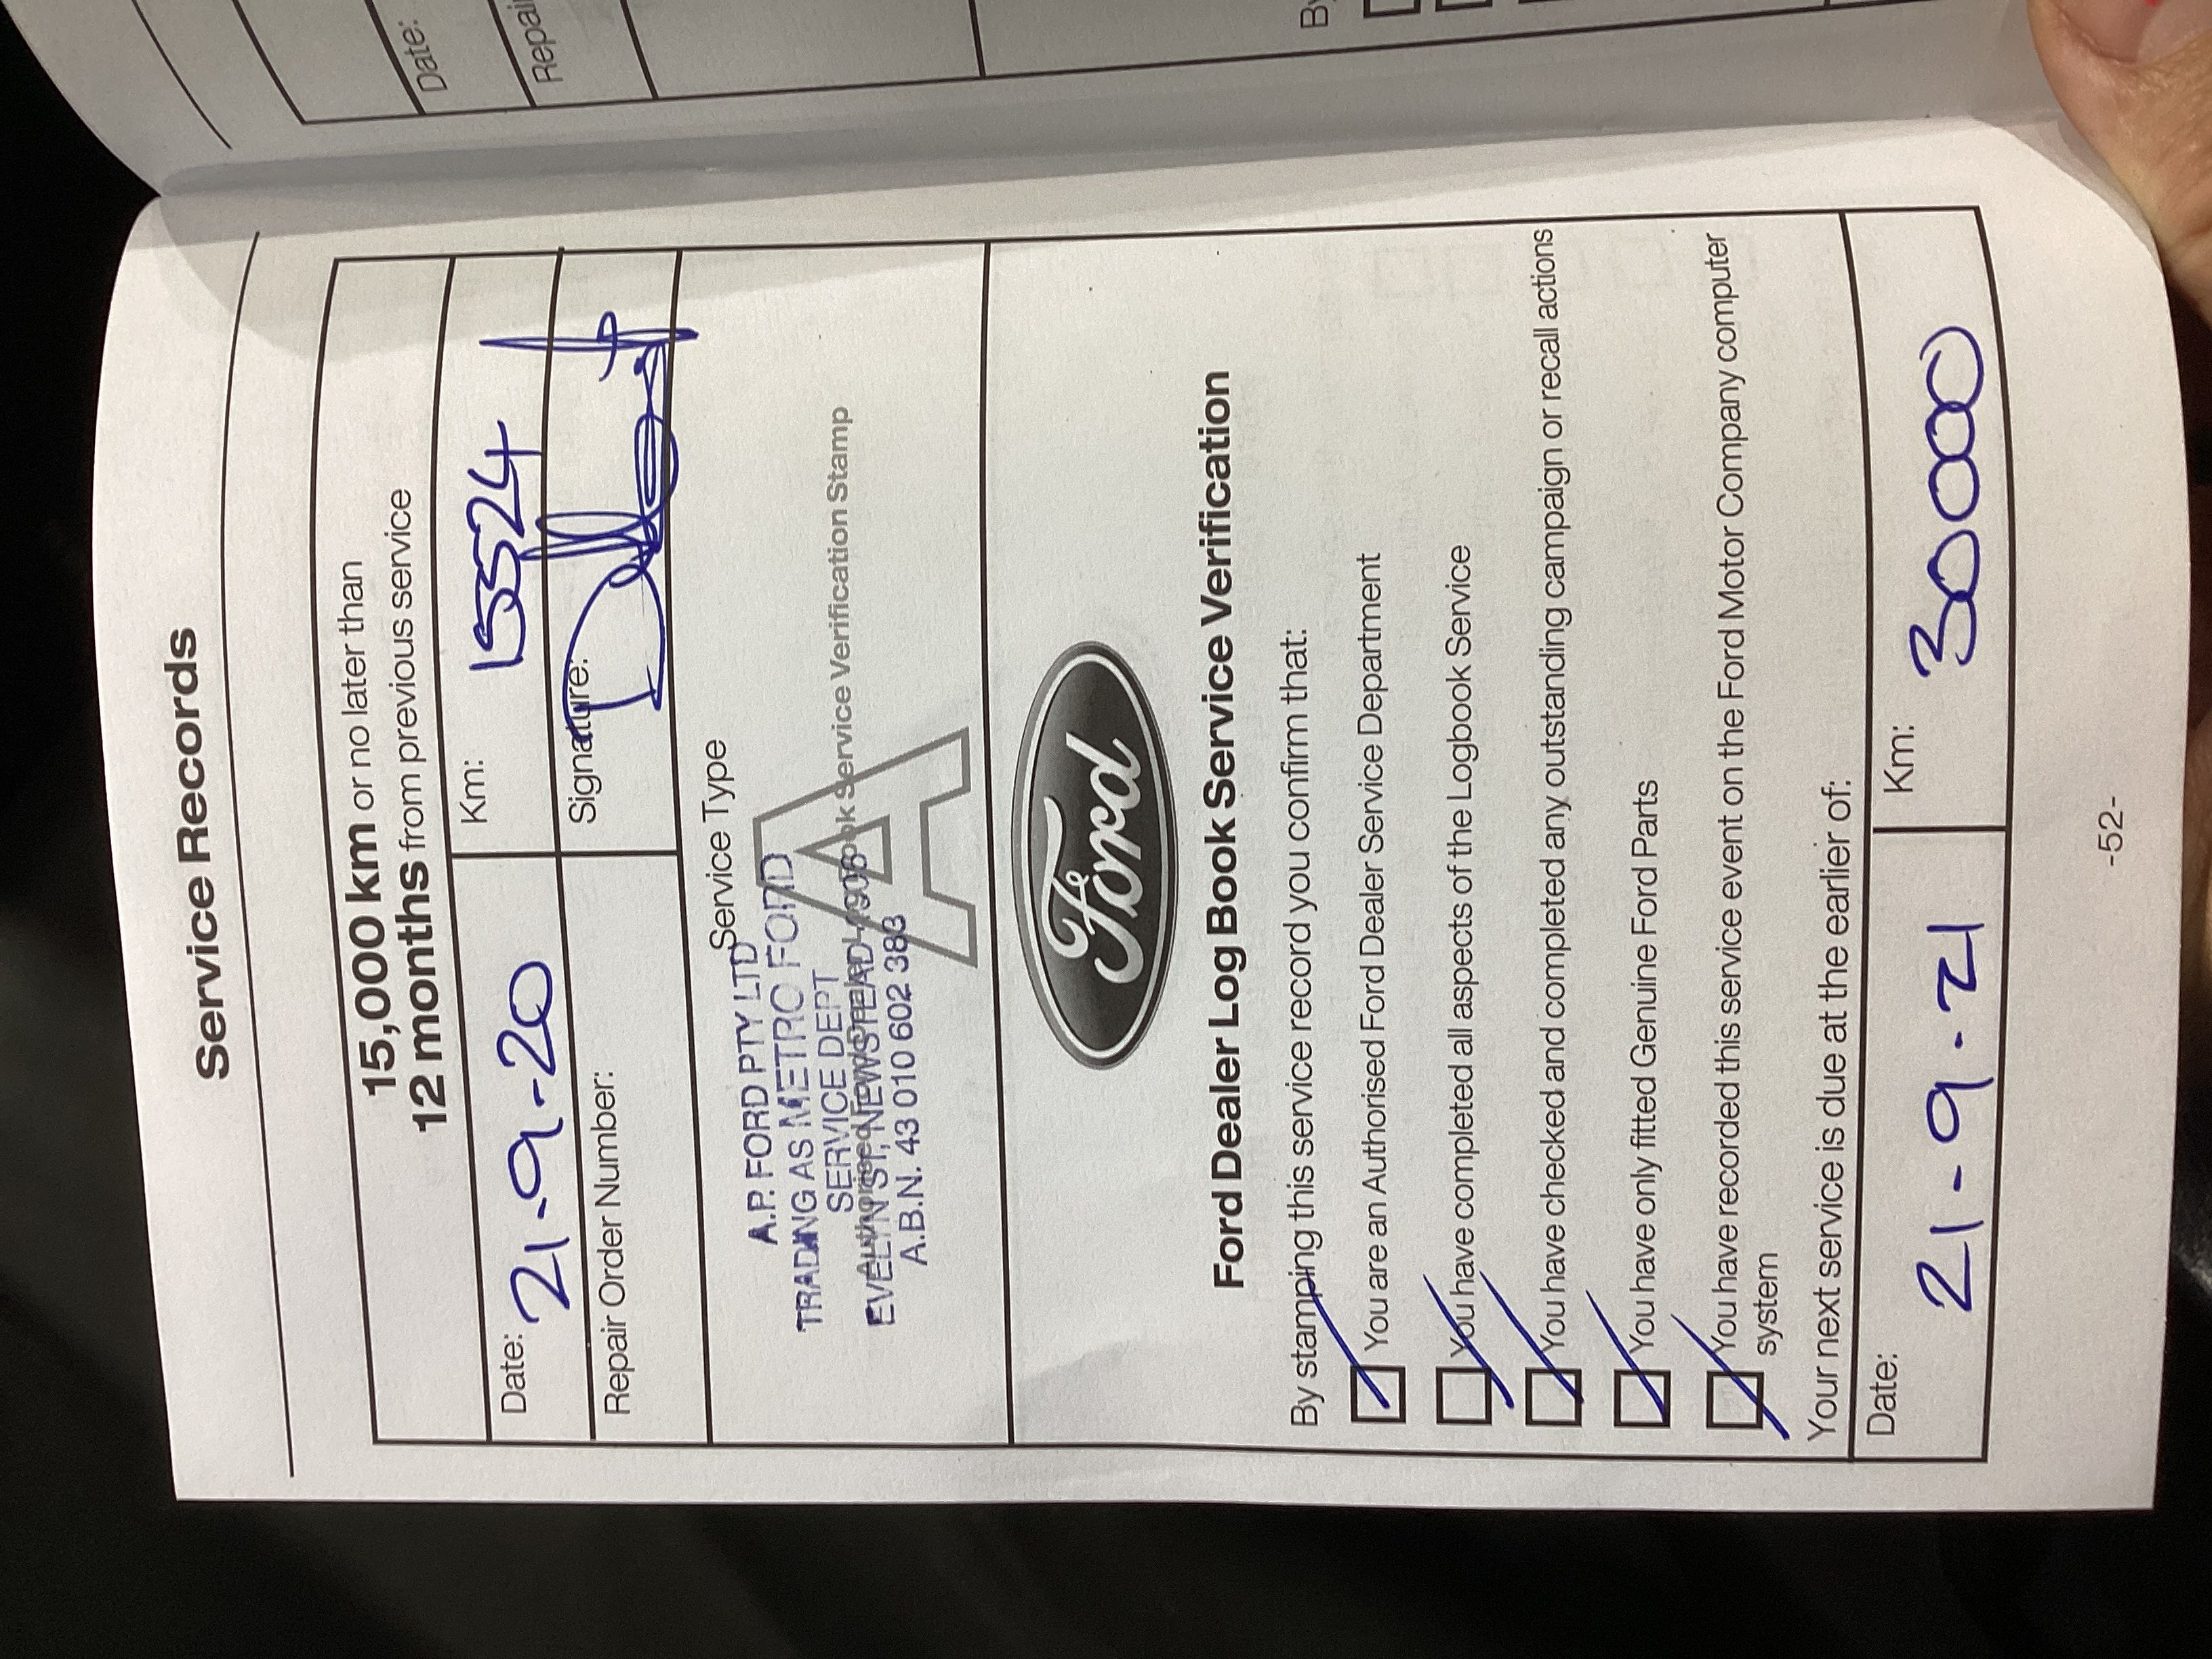 Service Records
15,000 km or no later than
12 months from previous service
Date: 21-9-20 Km: 15524
Repair Order Number: Signature:
Service Type
A
A.P. FORD PTY LTD
TRADING AS METRO FORD
SERVICE DEPT
EVELYN ST, NEWSTEAD
A.B.N. 43 010 602 383
Service Verification Stamp
Ford
Ford Dealer Log Book Service Verification
By stamping this service record you confirm that:
You are an Authorised Ford Dealer Service Department
You have completed all aspects of the Logbook Service
You have checked and completed any outstanding campaign or recall actions
You have only fitted Genuine Ford Parts
You have recorded this service event on the Ford Motor Company computer
system
Your next service is due at the earlier of:
Date: 21-9-21 Km: 30000
-52-
Date:
Repair
By